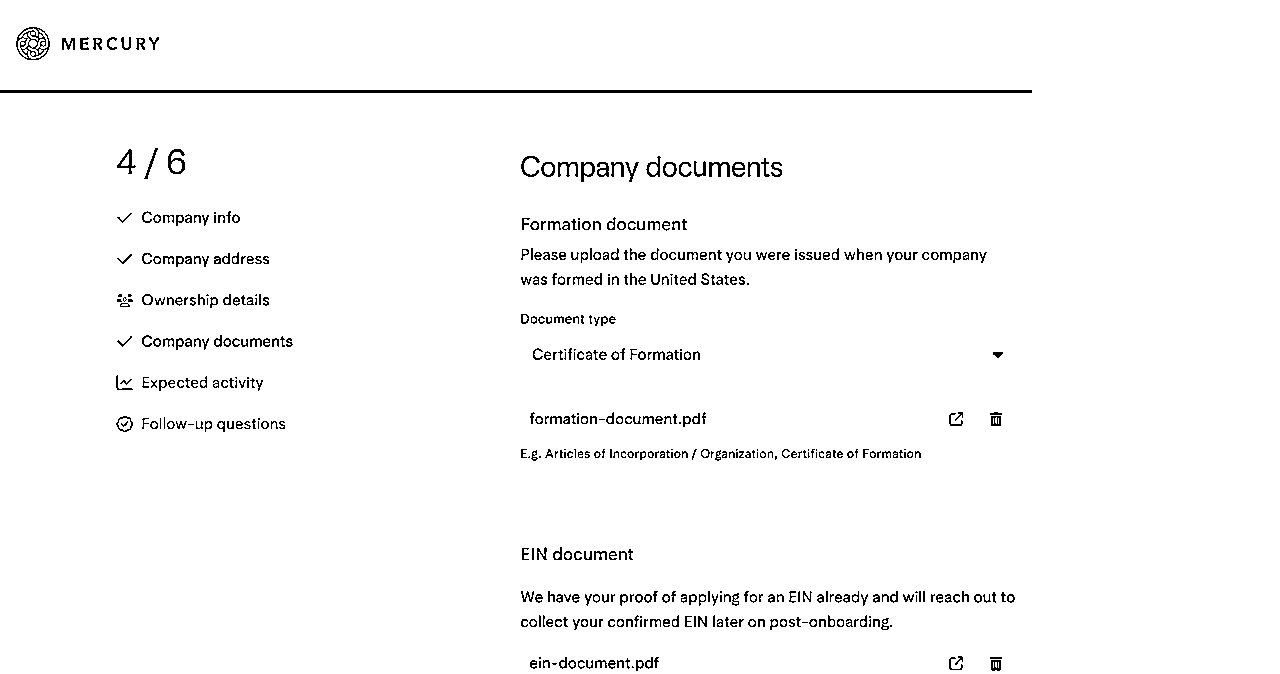 MERCURY
4 / 6
Company info
Company address
Ownership details
Company documents
Expected activity
Follow-up questions
Company documents
Formation document
Please upload the document you were issued when your company
was formed in the United States.
Document type
Certificate of Formation
formation-document.pdf
E.g. Articles of Incorporation / Organization, Certificate of Formation
EIN document
We have your proof of applying for an EIN already and will reach out to
collect your confirmed EIN later on post-onboarding.
ein-document.pdf